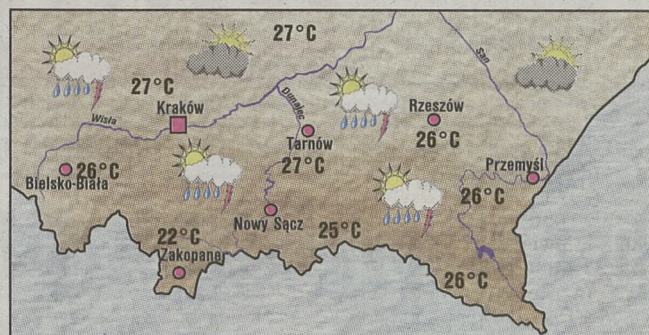 27°C
San
27°C
Dunajec
Kraków
Rzeszów
Wisła
26°C
Tarnów
27°C
Przemyśl
26°C
Bielsko-Biała
26°C
Nowy Sącz
25°C
22°C
Zakopane
26°C